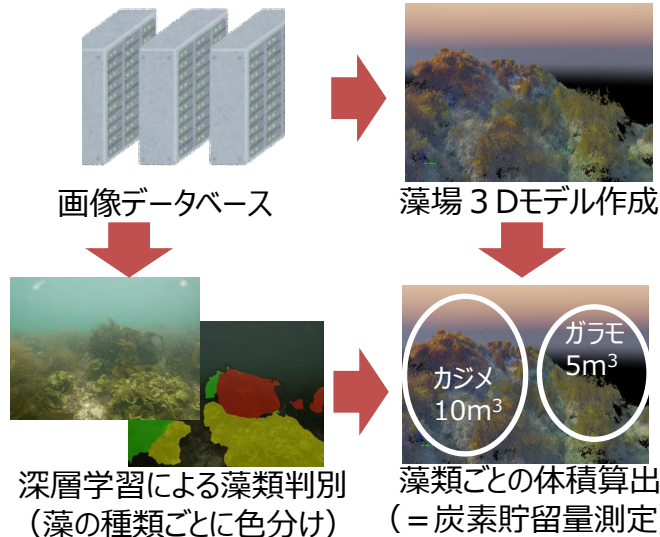 画像データベース
藻場３Dモデル作成
カジメ
10m³
ガラモ
5m³
深層学習による藻類判別
（藻の種類ごとに色分け）
藻類ごとの体積算出
（＝炭素貯留量測定